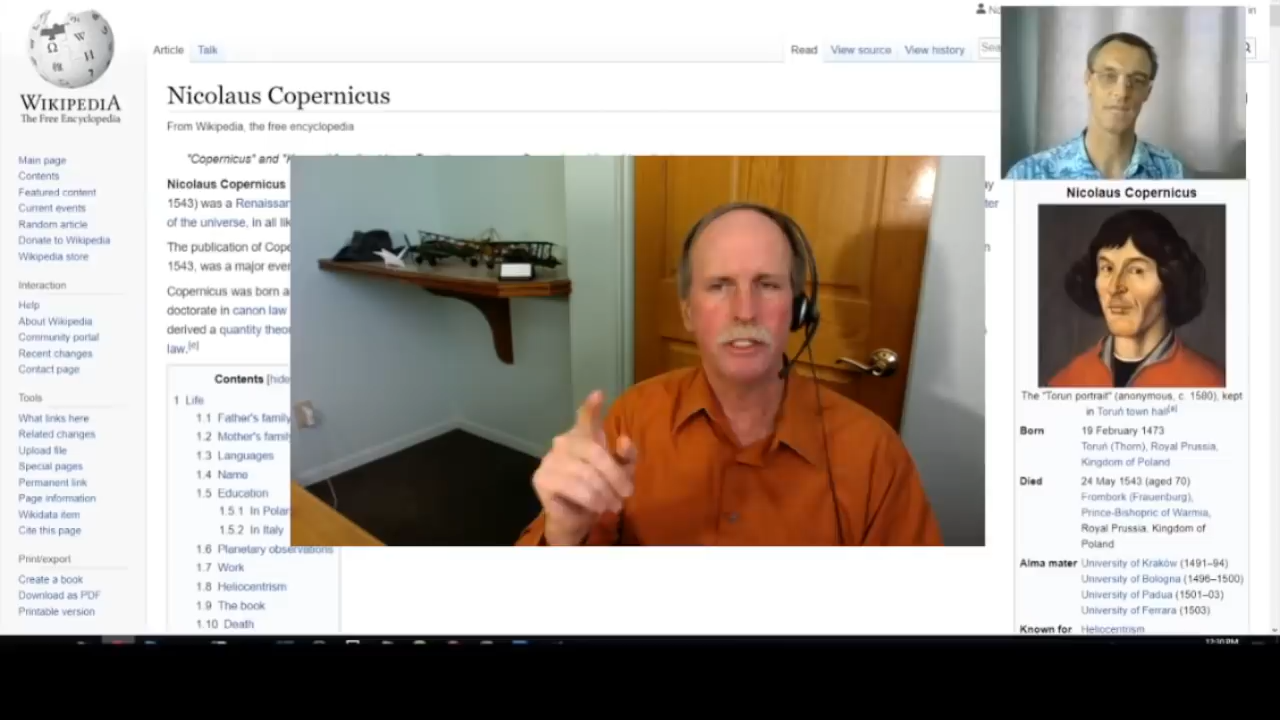 WIKIPEDIA
The Free Encyclopedia
Main page
Contents
Featured content
Current events
Random article
Donate to Wikipedia
Wikipedia store
Interaction
Help
About Wikipedia
Community portal
Recent changes
Contact page
Tools
What links here
Related changes
Upload file
Special pages
Permanent link
Page information
Wikidata item
Cite this page
Print/export
Create a book
Download as PDF
Printable version
Article Talk
Read View source View history
in
Nicolaus Copernicus
From Wikipedia, the free encyclopedia
"Copernicus" and
Nicolaus Copernicus
1543) was a
of the universe, in all
The publication of
1543, was a major
Copernicus was born a
doctorate in canon law
derived a quantity
law.[e]
Contents [hide
1 Life
1.1 Father's family
1.2 Mother's family
1.3 Languages
1.4 Name
1.5 Education
1.5.1 In
1.5.2 In Italy
1.6 Planetary observations
1.7 Work
1.8 Heliocentrism
1.9 The book
1.10 Death
Nicolaus Copernicus
The "Toruń portrait" (anonymous, c. 1580), kept
in Toruń town hall[a]
Born 19 February 1473
Toruń (Thorn), Royal Prussia,
Kingdom of Poland
Died 24 May 1543 (aged 70)
Frombork (Frauenburg),
Prince-Bishopric of Warmia,
Royal Prussia, Kingdom of
Poland
Alma mater University of Kraków (1491–94)
University of Bologna (1496–1500)
University of Padua (1501–03)
University of Ferrara (1503)
Known for Heliocentrism
12:30 PM